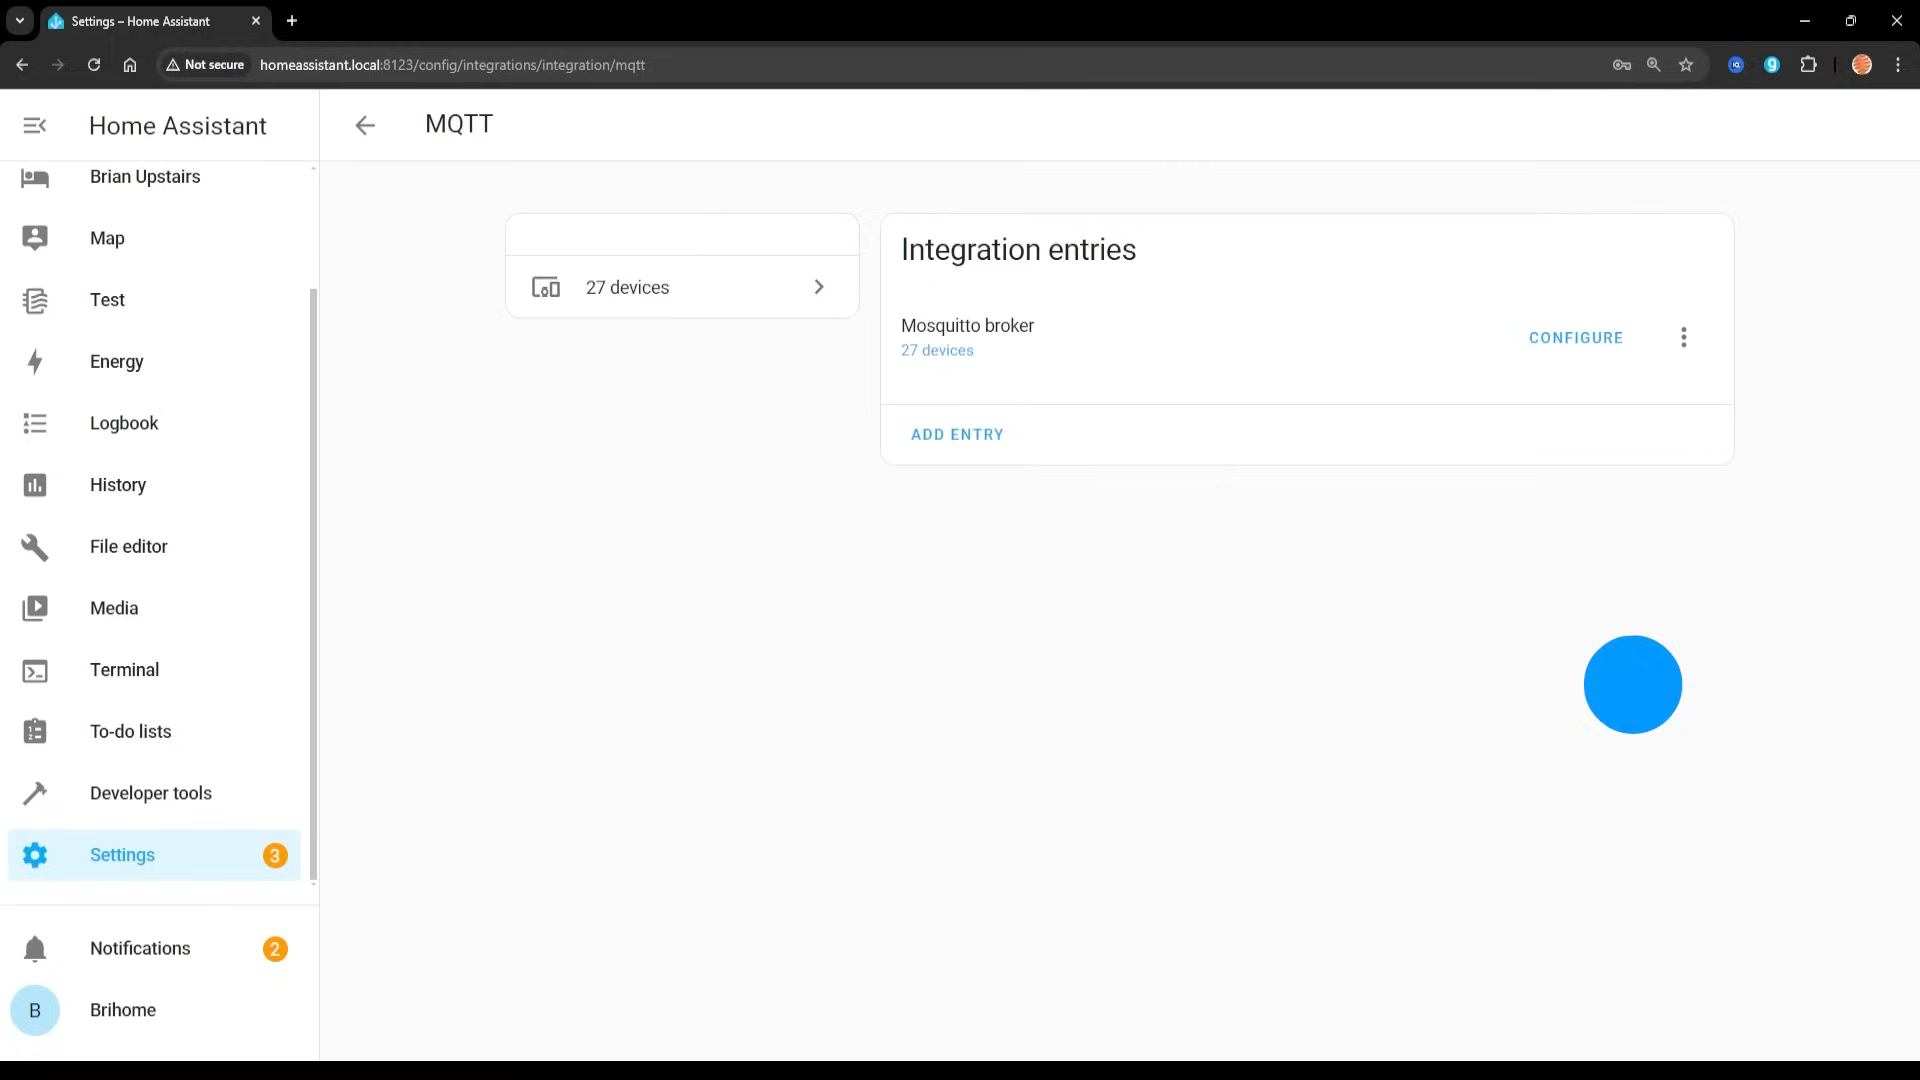 Settings – Home Assistant
Not secure
homeassistant.local:8123/config/integrations/integration/mqtt
Home Assistant
MQTT
Brian Upstairs
Map
Test
Energy
Logbook
History
File editor
Media
Terminal
To-do lists
Developer tools
Settings
3
Notifications
2
B
Brihome
27 devices
Integration entries
Mosquitto broker
27 devices
CONFIGURE
ADD ENTRY